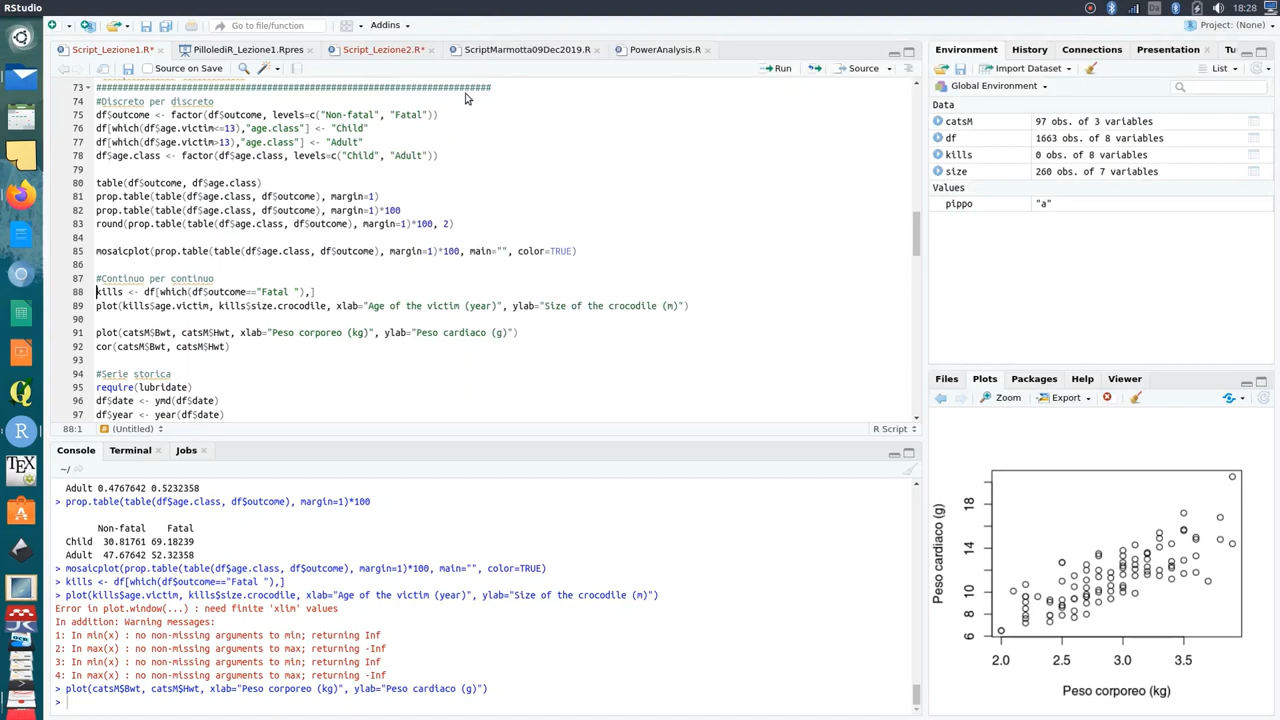 RStudio
18:28
Go to file/function
Addins
Project: (None)
Script_Lezione1.R*
PillolediR_Lezione1.Rpres
Script_Lezione2.R*
ScriptMarmotta09Dec2019.R
PowerAnalysis.R
Source on Save
Run
Source
73 ##########################################################################
74 #Discreto per discreto
75 df$outcome <- factor(df$outcome, levels=c("Non-fatal", "Fatal"))
76 df[which(df$age.victim<=13),"age.class"] <- "Child"
77 df[which(df$age.victim>13),"age.class"] <- "Adult"
78 df$age.class <- factor(df$age.class, levels=c("Child", "Adult"))
79
80 table(df$outcome, df$age.class)
81 prop.table(table(df$age.class, df$outcome), margin=1)
82 prop.table(table(df$age.class, df$outcome), margin=1)*100
83 round(prop.table(table(df$age.class, df$outcome), margin=1)*100, 2)
84
85 mosaicplot(prop.table(table(df$age.class, df$outcome), margin=1)*100, main="", color=TRUE)
86
87 #Continuo per continuo
88 kills <- df[which(df$outcome=="Fatal "),]
89 plot(kills$age.victim, kills$size.crocodile, xlab="Age of the victim (year)", ylab="Size of the crocodile (m)")
90
91 plot(catsM$Bwt, catsM$Hwt, xlab="Peso corporeo (kg)", ylab="Peso cardiaco (g)")
92 cor(catsM$Bwt, catsM$Hwt)
93
94 #Serie storica
95 require(lubridate)
96 df$date <- ymd(df$date)
97 df$year <- year(df$date)
88:1
(Untitled)
R Script
Console
Terminal
Jobs
~/
Adult 0.4767642 0.5232358
> prop.table(table(df$age.class, df$outcome), margin=1)*100
Non-fatal Fatal
Child 30.81761 69.18239
Adult 47.67642 52.32358
> mosaicplot(prop.table(table(df$age.class, df$outcome), margin=1)*100, main="", color=TRUE)
> kills <- df[which(df$outcome=="Fatal "),]
> plot(kills$age.victim, kills$size.crocodile, xlab="Age of the victim (year)", ylab="Size of the crocodile (m)")
Error in plot.window(...) : need finite 'xlim' values
In addition: Warning messages:
1: In min(x) : no non-missing arguments to min; returning Inf
2: In max(x) : no non-missing arguments to max; returning -Inf
3: In min(x) : no non-missing arguments to min; returning Inf
4: In max(x) : no non-missing arguments to max; returning -Inf
> plot(catsM$Bwt, catsM$Hwt, xlab="Peso corporeo (kg)", ylab="Peso cardiaco (g)")
>
Environment
History
Connections
Presentation
Tu
Import Dataset
List
Global Environment
Data
catsM 97 obs. of 3 variables
df 1663 obs. of 8 variables
kills 0 obs. of 8 variables
size 260 obs. of 7 variables
Values
pippo "a"
Files
Plots
Packages
Help
Viewer
Zoom
Export
Peso cardiaco (g)
6 8 10 14 18
2.0 2.5 3.0 3.5
Peso corporeo (kg)